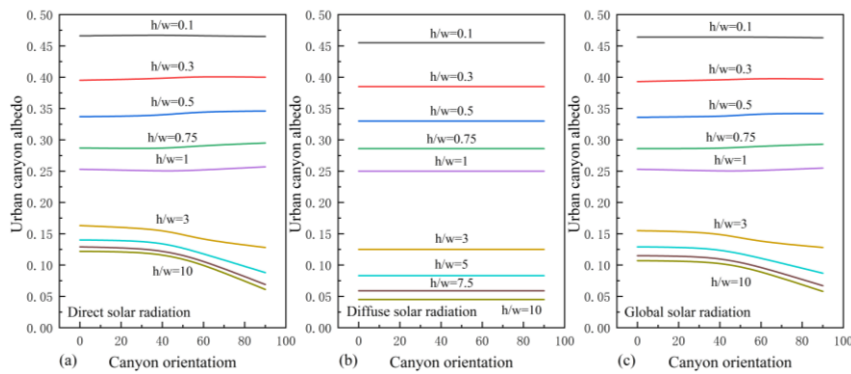 Urban canyon albedo
0.50
0.45
0.40
0.35
0.30
0.25
0.20
0.15
0.10
0.05
0.00
h/w=0.1
h/w=0.3
h/w=0.5
h/w=0.75
h/w=1
h/w=3
h/w=10
Direct solar radiation
0 20 40 60 80 100
(a) Canyon orientatiom
Urban canyon albedo
0.50
0.45
0.40
0.35
0.30
0.25
0.20
0.15
0.10
0.05
0.00
h/w=0.1
h/w=0.3
h/w=0.5
h/w=0.75
h/w=1
h/w=3
h/w=5
h/w=7.5
Diffuse solar radiation h/w=10
0 20 40 60 80 100
(b) Canyon orientation
Urban canyon albedo
0.50
0.45
0.40
0.35
0.30
0.25
0.20
0.15
0.10
0.05
0.00
h/w=0.1
h/w=0.3
h/w=0.5
h/w=0.75
h/w=1
h/w=3
h/w=10
Global solar radiation
0 20 40 60 80 100
(c) Canyon orientation